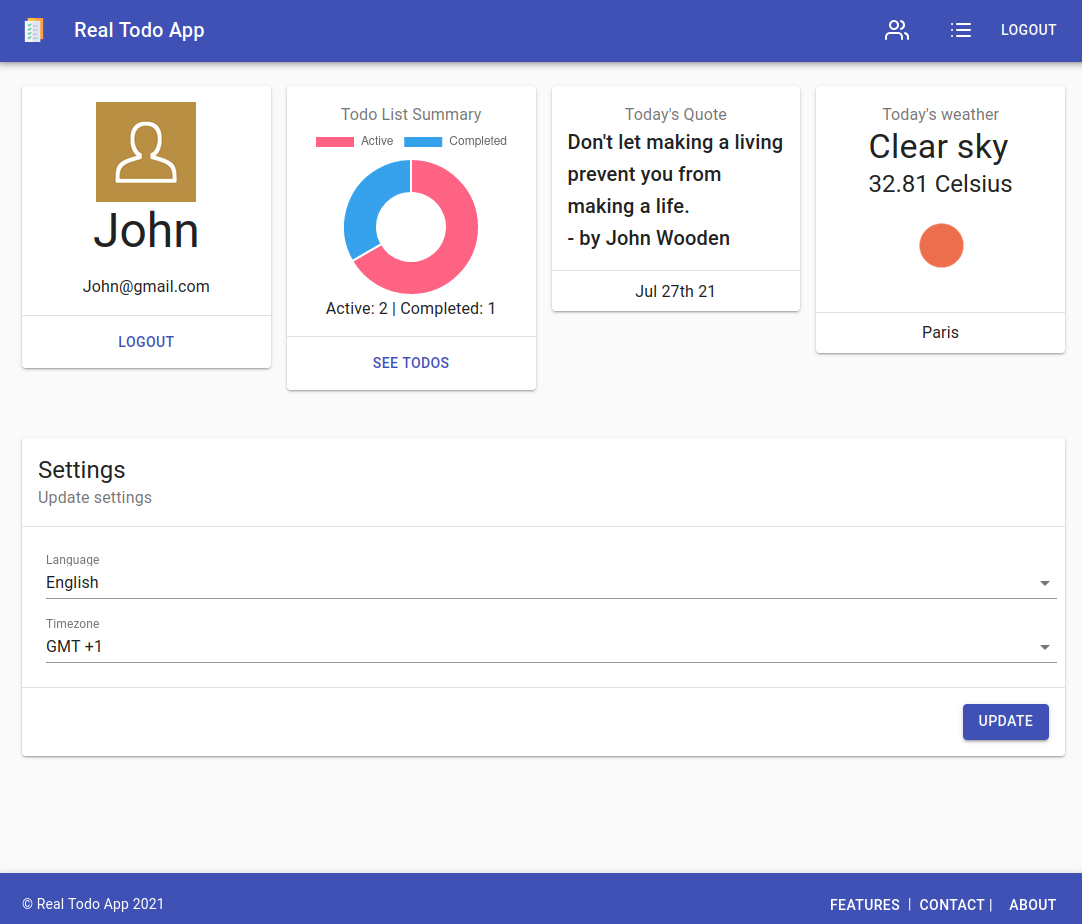 Real Todo App
LOGOUT
John
John@gmail.com
LOGOUT
Todo List Summary
Active
Completed
Active: 2 | Completed: 1
SEE TODOS
Today's Quote
Don't let making a living
prevent you from
making a life.
- by John Wooden
Jul 27th 21
Today's weather
Clear sky
32.81 Celsius
Paris
Settings
Update settings
Language
English
Timezone
GMT +1
UPDATE
© Real Todo App 2021
FEATURES | CONTACT | ABOUT